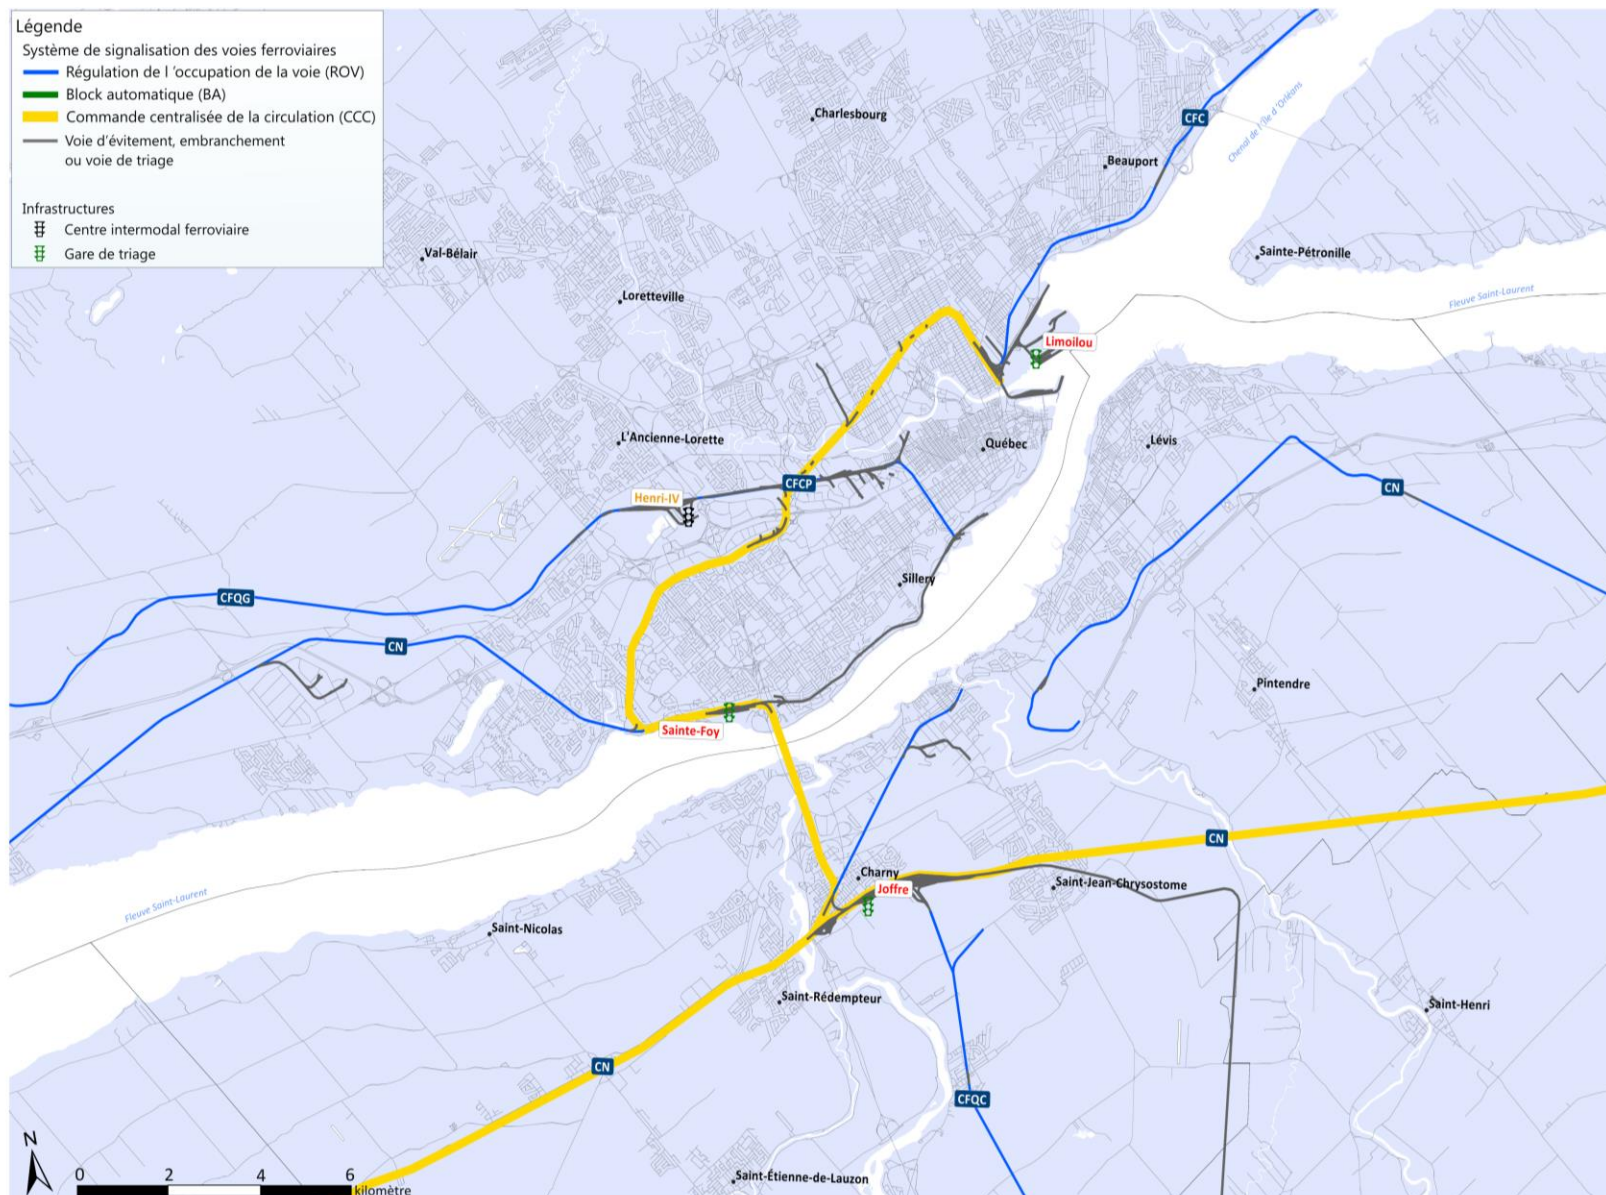 Légende
Système de signalisation des voies ferroviaires
Régulation de l 'occupation de la voie (ROV)
Block automatique (BA)
Commande centralisée de la circulation (CCC)
Voie d'évitement, embranchement
ou voie de triage
Infrastructures
Centre intermodal ferroviaire
Gare de triage
Charlesbourg
CFC
Chenal de l 'Île d 'Orléans
Beauport
Val-Bélair
Sainte-Pétronille
Loretteville
Fleuve Saint-Laurent
Limoilou
L'Ancienne-Lorette
Québec
Lévis
CFCP
CN
Henri-IV
Sillery
CFQG
CN
Pintendre
Sainte-Foy
CN
Charny
Joffre
Saint-Jean-Chrysostome
Fleuve Saint-Laurent
Saint-Nicolas
Saint-Rédempteur
Saint-Henri
CN
CFQC
N
0 2 4 6
kilomètre
Saint-Étienne-de-Lauzon